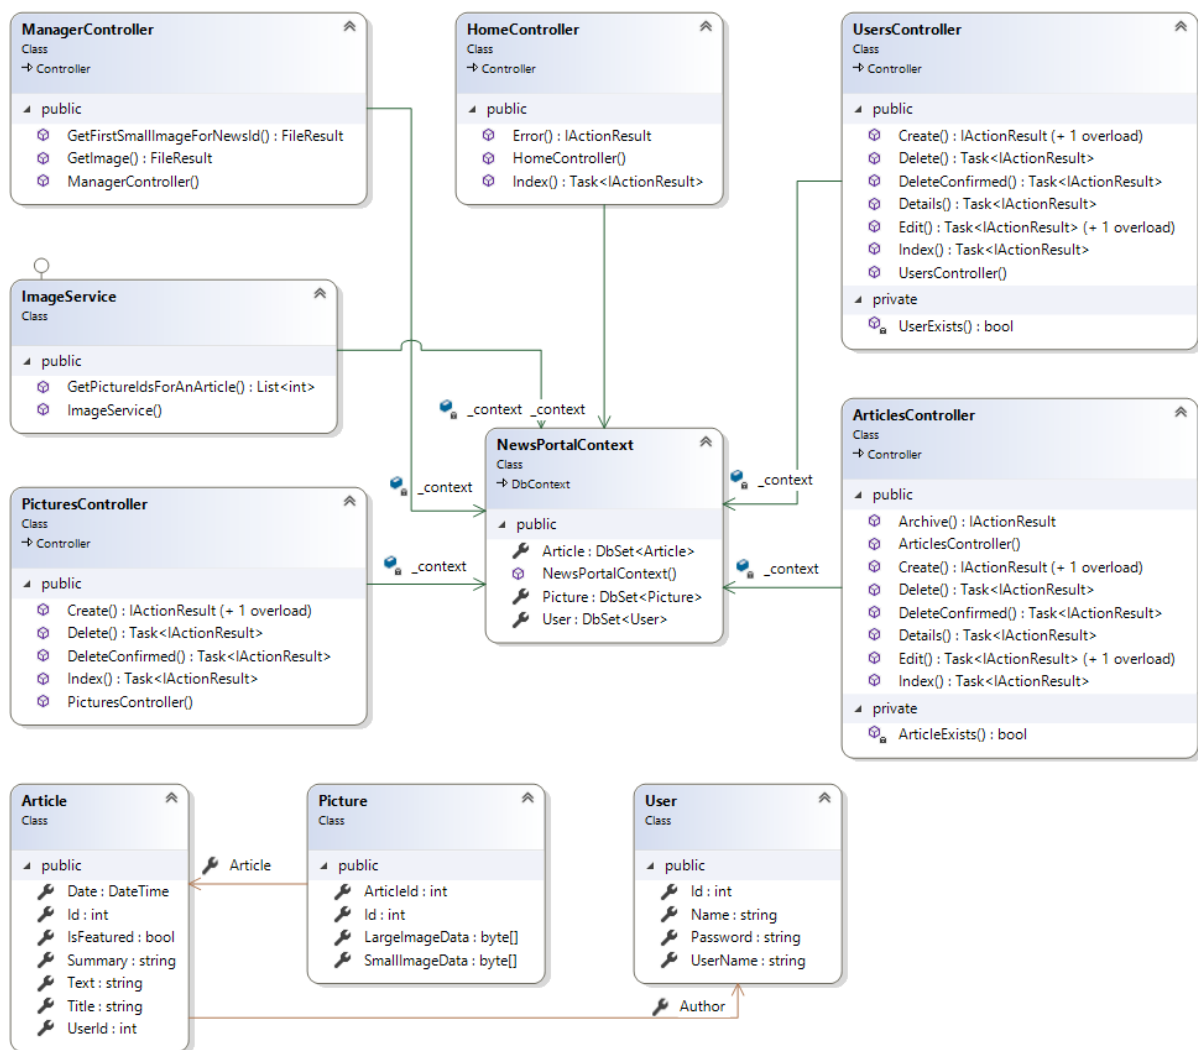 ManagerController
Class
Controller
public
GetFirstSmallImageForNewsId() : FileResult
GetImage() : FileResult
ManagerController()
HomeController
Class
Controller
public
Error() : IActionResult
HomeController()
Index() : Task<IActionResult>
UsersController
Class
Controller
public
Create() : IActionResult (+ 1 overload)
Delete() : Task<IActionResult>
DeleteConfirmed() : Task<IActionResult>
Details() : Task<IActionResult>
Edit() : Task<IActionResult> (+ 1 overload)
Index() : Task<IActionResult>
UsersController()
private
UserExists() : bool
ImageService
Class
public
GetPictureIdsForAnArticle() : List<int>
ImageService()
_context _context
_context
_context
_context
_context
NewsPortalContext
Class
DbContext
public
Article : DbSet<Article>
NewsPortalContext()
Picture : DbSet<Picture>
User : DbSet<User>
PicturesController
Class
Controller
public
Create() : IActionResult (+ 1 overload)
Delete() : Task<IActionResult>
DeleteConfirmed() : Task<IActionResult>
Index() : Task<IActionResult>
PicturesController()
ArticlesController
Class
Controller
public
Archive() : IActionResult
ArticlesController()
Create() : IActionResult (+ 1 overload)
Delete() : Task<IActionResult>
DeleteConfirmed() : Task<IActionResult>
Details() : Task<IActionResult>
Edit() : Task<IActionResult> (+ 1 overload)
Index() : Task<IActionResult>
private
ArticleExists() : bool
Article
Class
public
Date : DateTime
Id : int
IsFeatured : bool
Summary : string
Text : string
Title : string
UserId : int
Article
Picture
Class
public
ArticleId : int
Id : int
LargeImageData : byte[]
SmallImageData : byte[]
User
Class
public
Id : int
Name : string
Password : string
UserName : string
Author